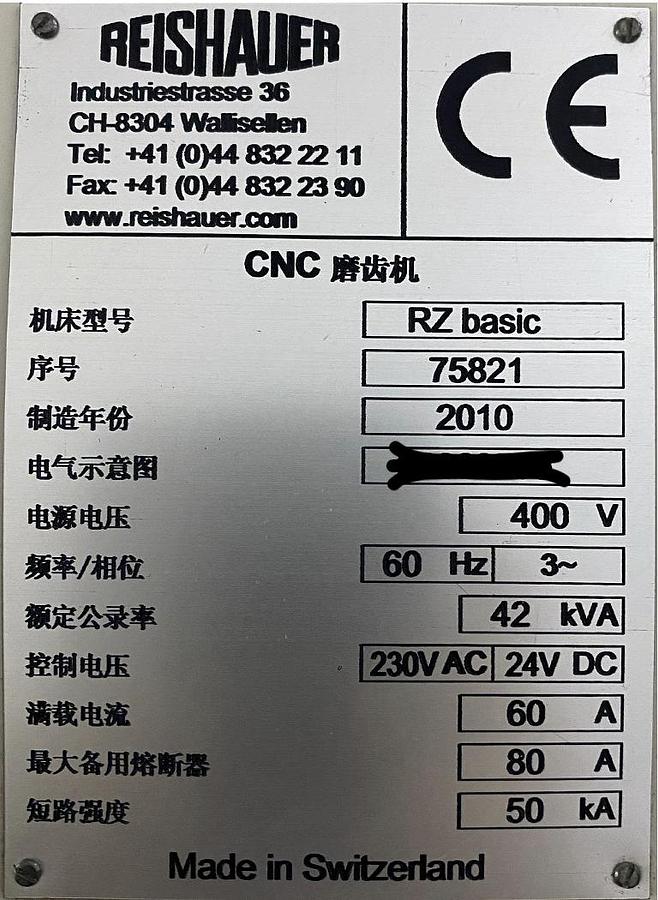 REISHAUER
Industriestrasse 36
CH-8304 Wallisellen
Tel: +41 (0)44 832 22 11
Fax: +41 (0)44 832 23 90
www.reishauer.com
CE
CNC 磨齿机
机床型号 RZ basic
序号 75821
制造年份 2010
电气示意图
电源电压 400 V
频率/相位 60 Hz 3~
额定公录率 42 kVA
控制电压 230V AC 24V DC
满载电流 60 A
最大备用熔断器 80 A
短路强度 50 kA
Made in Switzerland